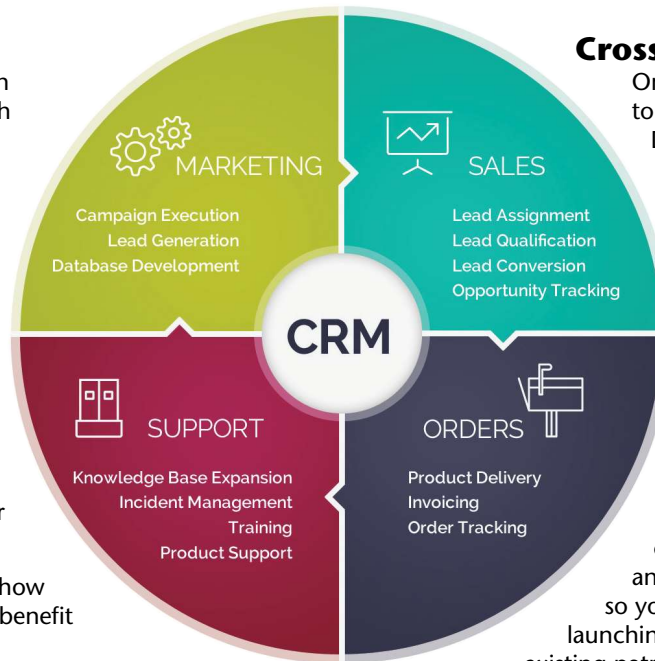 Cross
to
MARKETING
Campaign Execution
Lead Generation
Database Development
SALES
Lead Assignment
Lead Qualification
Lead Conversion
Opportunity Tracking
CRM
SUPPORT
Knowledge Base Expansion
Incident Management
Training
Product Support
ORDERS
Product Delivery
Invoicing
Order Tracking
how
benefit
an
so yo
launchin
existing